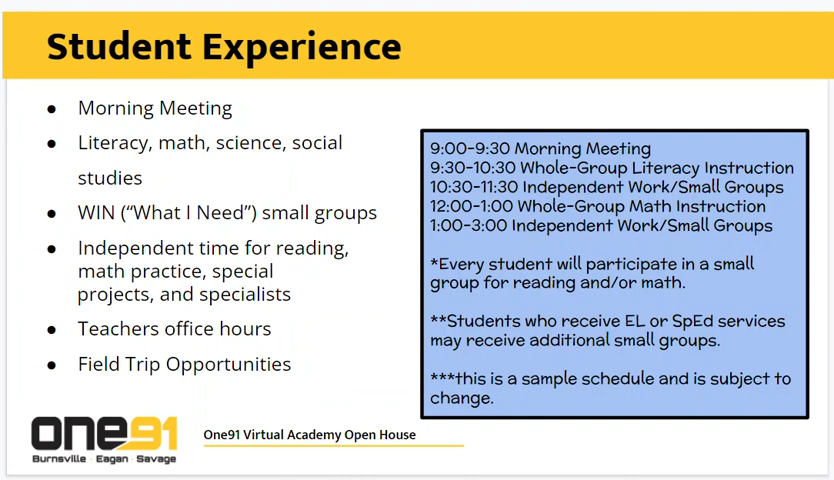 Student Experience
● Morning Meeting
● Literacy, math, science, social
studies
● WIN (“What I Need”) small groups
● Independent time for reading,
math practice, special
projects, and specialists
● Teachers office hours
● Field Trip Opportunities
9:00-9:30 Morning Meeting
9:30-10:30 Whole-Group Literacy Instruction
10:30-11:30 Independent Work/Small Groups
12:00-1:00 Whole-Group Math Instruction
1:00-3:00 Independent Work/Small Groups
*Every student will participate in a small
group for reading and/or math.
**Students who receive EL or SpEd services
may receive additional small groups.
***this is a sample schedule and is subject to
change.
one91
Burnsville · Eagan · Savage
One91 Virtual Academy Open House